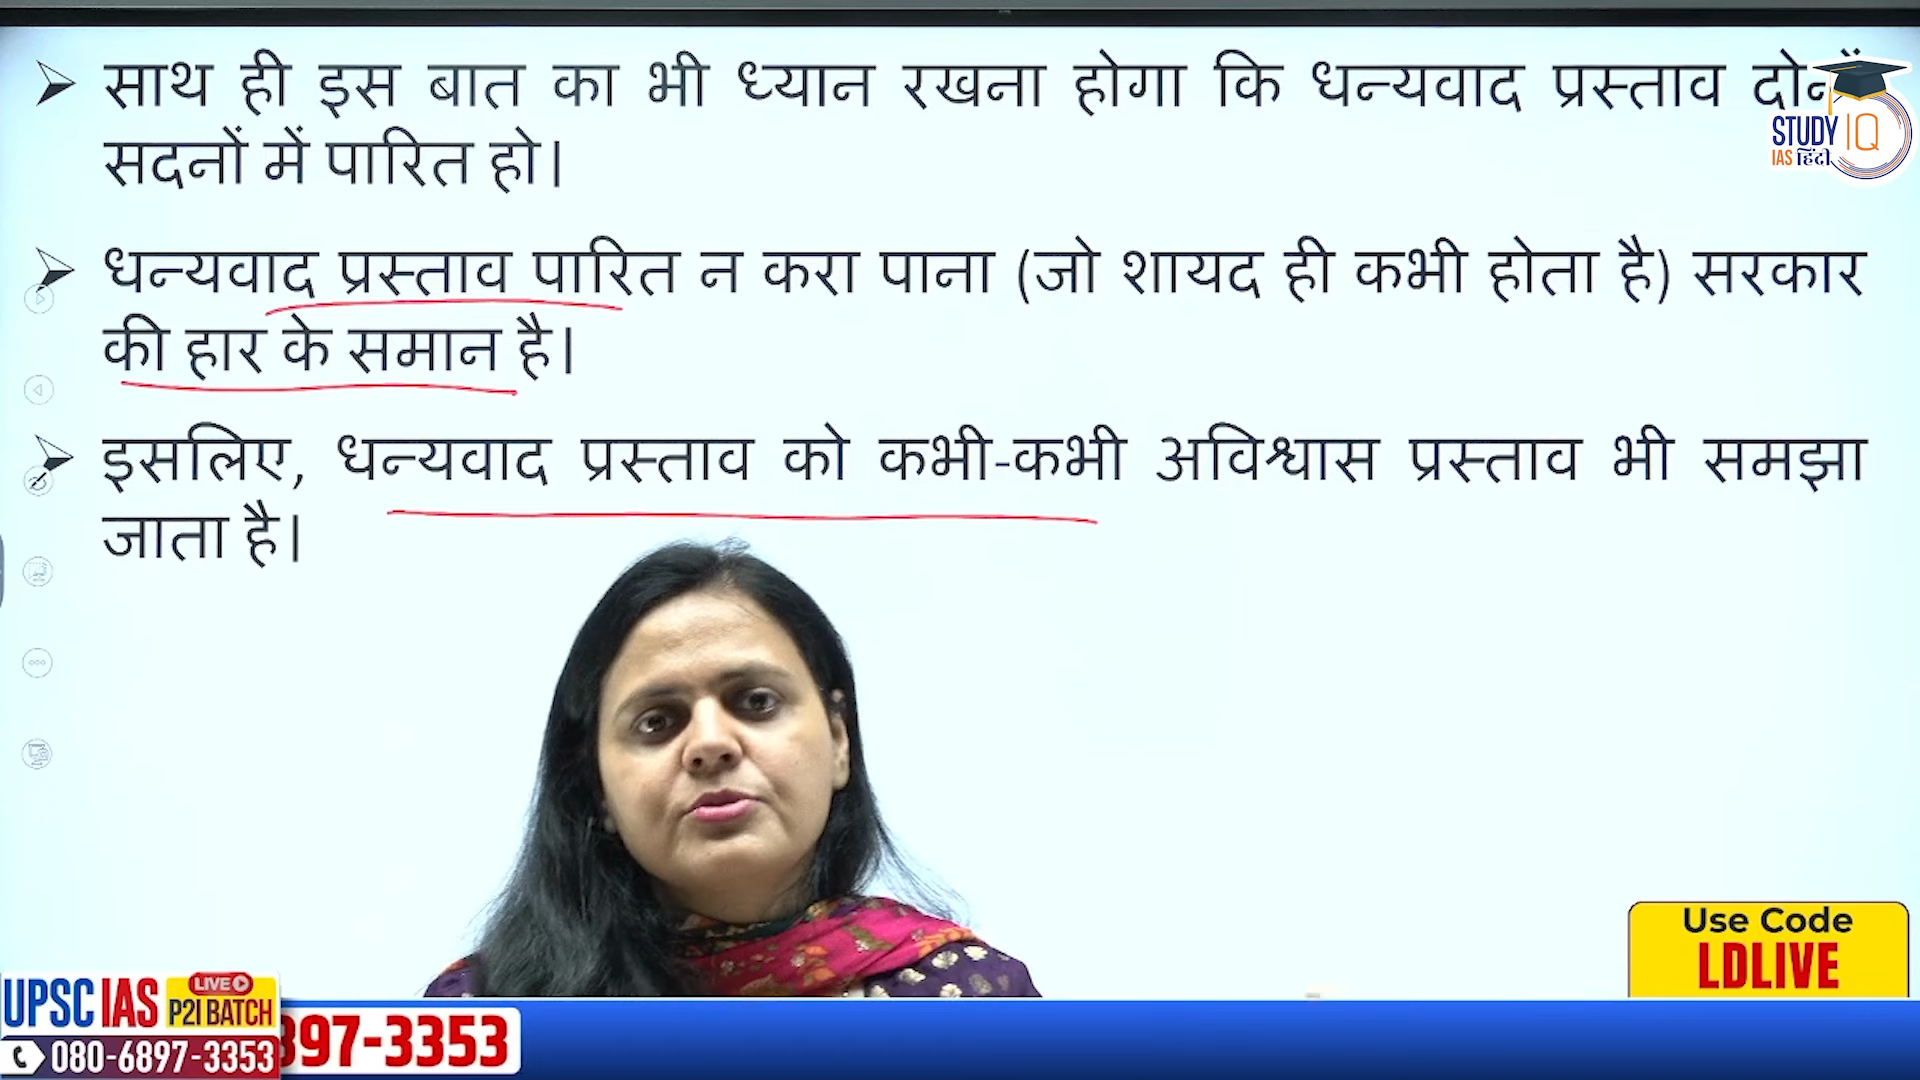 साथ ही इस बात का भी ध्यान रखना होगा कि धन्यवाद प्रस्ताव
सदनों में पारित हो।
धन्यवाद प्रस्ताव पारित न करा पाना (जो शायद ही कभी होता है) सरकार
की हार के समान है।
इसलिए, धन्यवाद प्रस्ताव को कभी-कभी अविश्वास प्रस्ताव भी समझा
जाता है।
STUDY IQ
IAS हिंदी
Use Code
LDLIVE
UPSC IAS
LIVE
P2I BATCH
080-6897-3353
897-3353